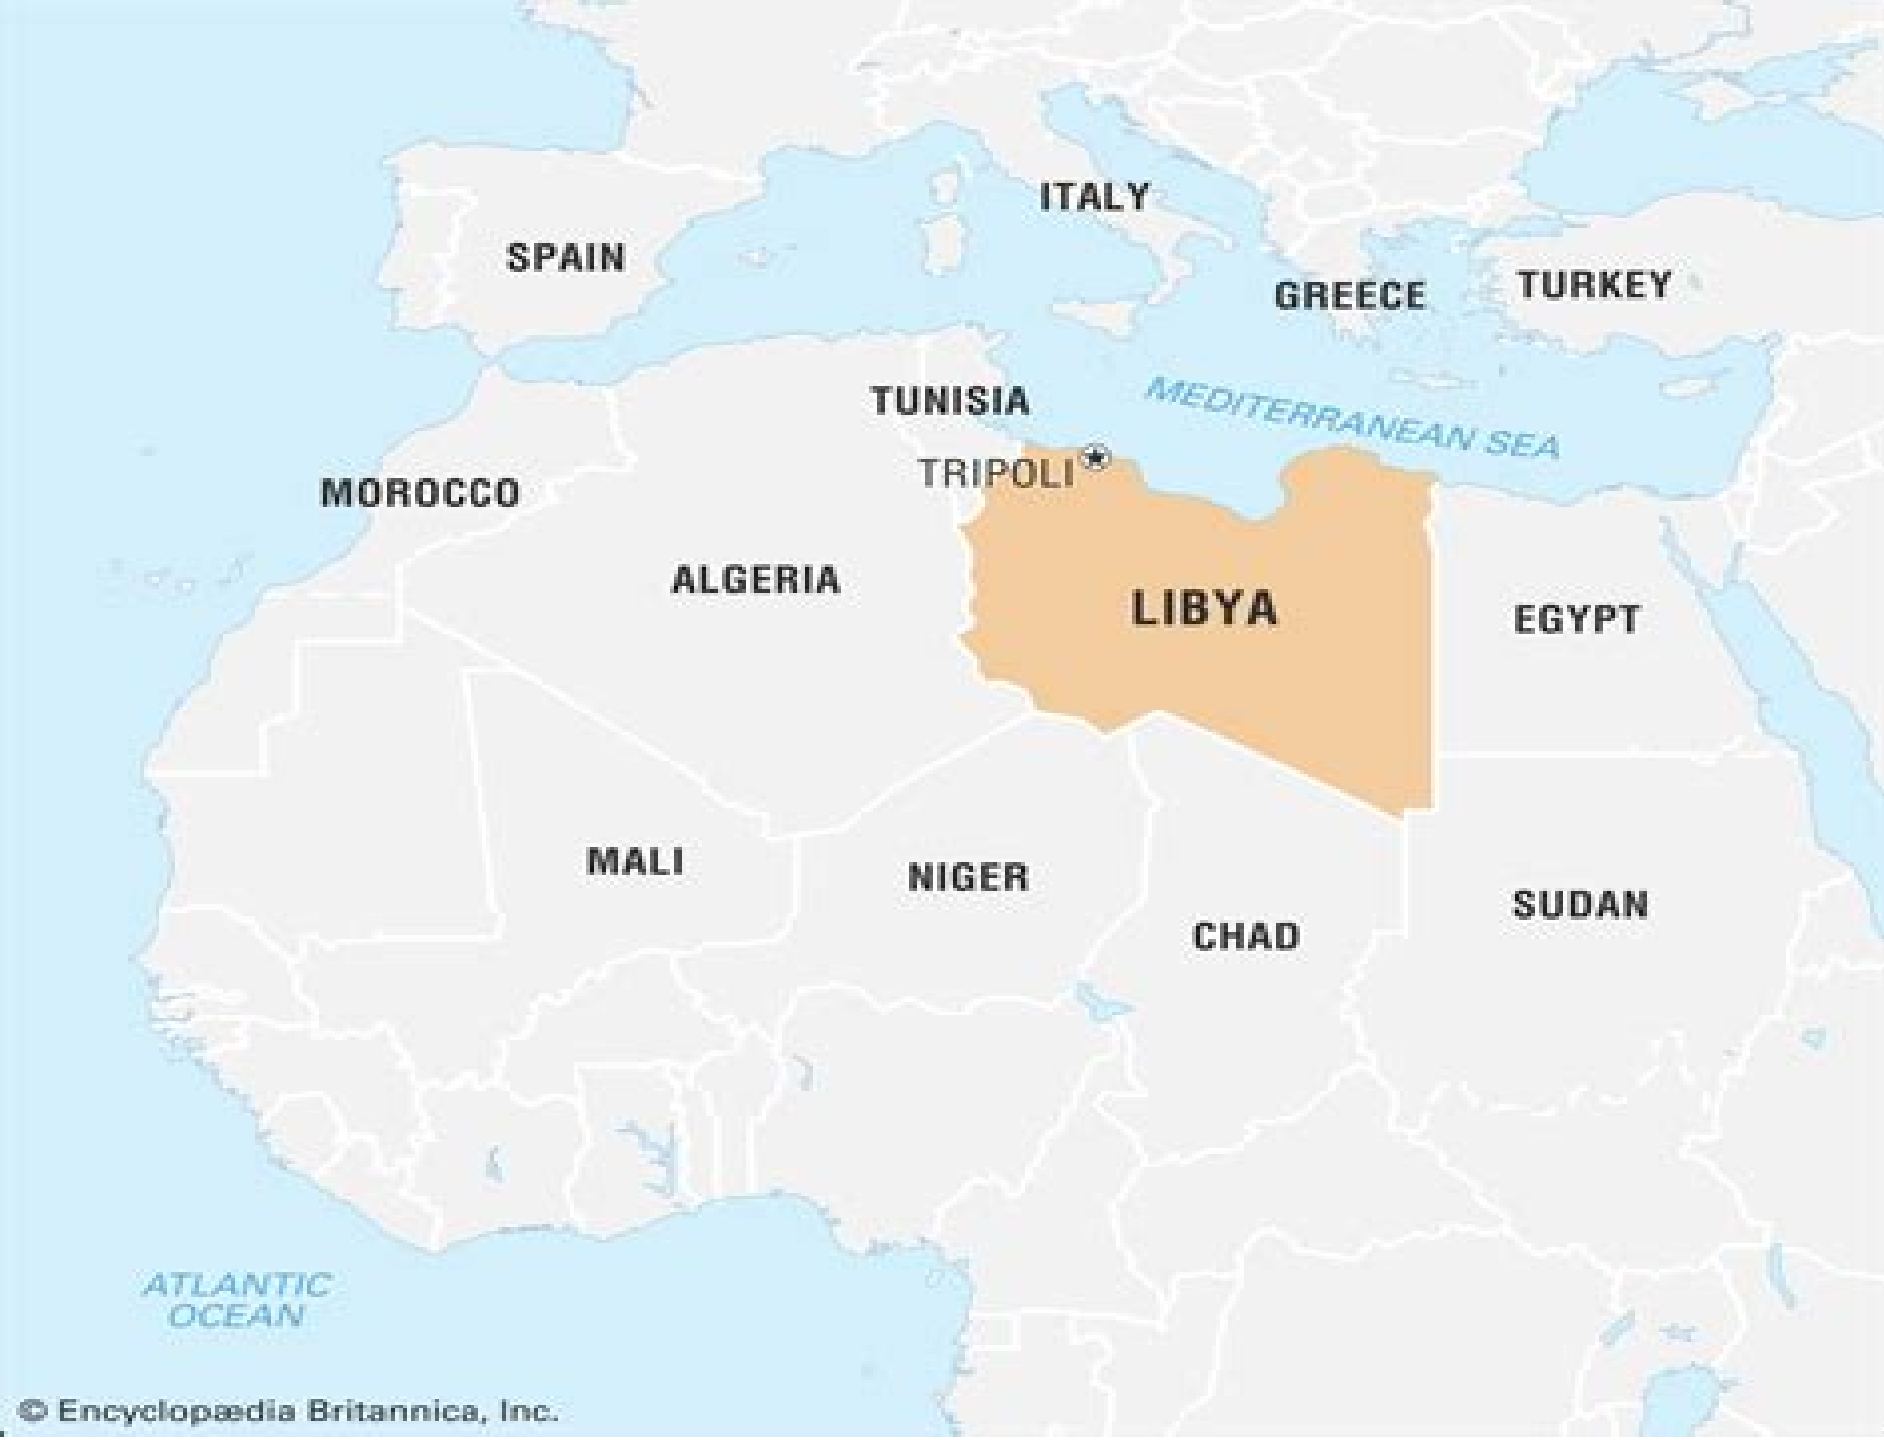 ITALY
SPAIN
GREECE
TURKEY
TUNISIA
MEDITERRANEAN SEA
TRIPOLI
MOROCCO
ALGERIA
LIBYA
EGYPT
MALI
NIGER
CHAD
SUDAN
ATLANTIC
OCEAN
© Encyclopædia Britannica, Inc.